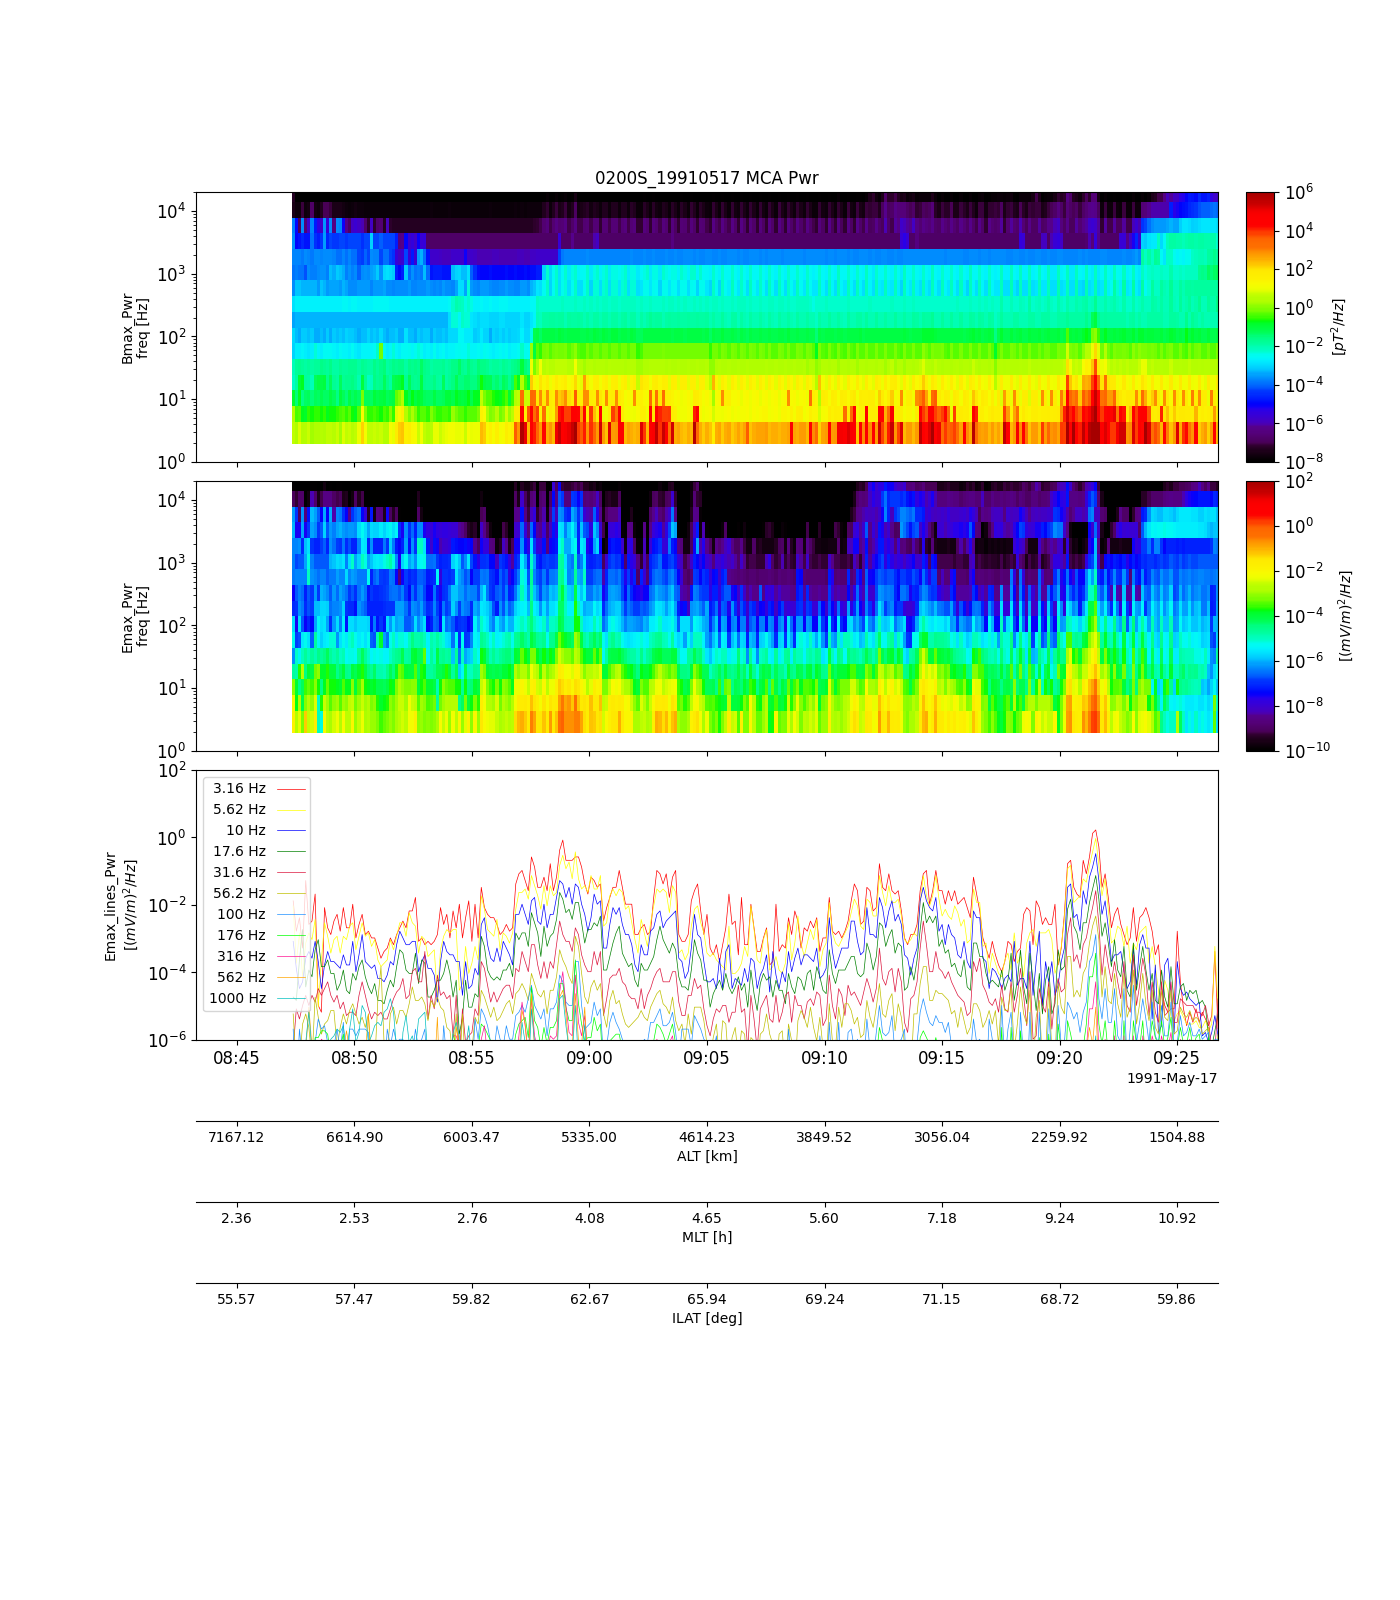 0200S_19910517 MCA Pwr
10^4
10^3
10^2
10^1
10^0
Bmax_Pwr
freq [Hz]
10^6
10^4
10^2
10^0
10^−2
10^−4
10^−6
10^−8
[pT^2/Hz]
10^4
10^3
10^2
10^1
10^0
Emax_Pwr
freq [Hz]
10^2
10^0
10^−2
10^−4
10^−6
10^−8
10^−10
[(mV/m)^2/Hz]
10^2
10^0
10^−2
10^−4
10^−6
Emax_lines_Pwr
[(mV/m)^2/Hz]
3.16 Hz
5.62 Hz
10 Hz
17.6 Hz
31.6 Hz
56.2 Hz
100 Hz
176 Hz
316 Hz
562 Hz
1000 Hz
08:45 08:50 08:55 09:00 09:05 09:10 09:15 09:20 09:25
1991-May-17
7167.12 6614.90 6003.47 5335.00 4614.23 3849.52 3056.04 2259.92 1504.88
ALT [km]
2.36 2.53 2.76 4.08 4.65 5.60 7.18 9.24 10.92
MLT [h]
55.57 57.47 59.82 62.67 65.94 69.24 71.15 68.72 59.86
ILAT [deg]